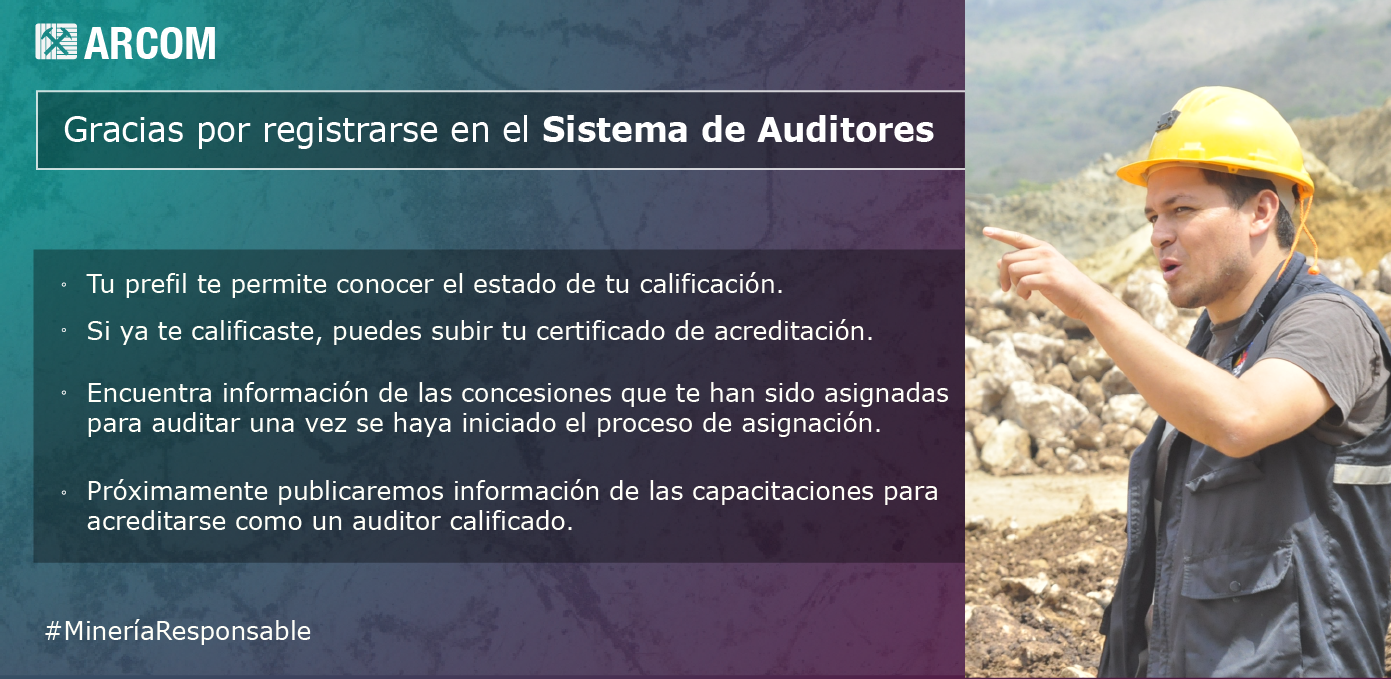 ARCOM
Gracias por registrarse en el Sistema de Auditores
◦ Tu prefil te permite conocer el estado de tu calificación.
◦ Si ya te calificaste, puedes subir tu certificado de acreditación.
◦ Encuentra información de las concesiones que te han sido asignadas
para auditar una vez se haya iniciado el proceso de asignación.
◦ Próximamente publicaremos información de las capacitaciones para
acreditarse como un auditor calificado.
#MineríaResponsable